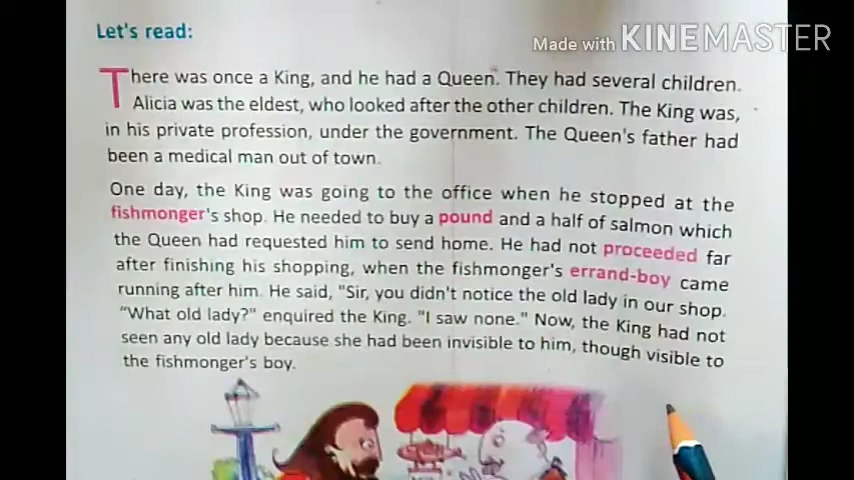 Let's read:
Made with KINEMASTER
There was once a King, and he had a Queen. They had several children.
Alicia was the eldest, who looked after the other children. The King was,
in his private profession, under the government. The Queen's father had
been a medical man out of town.
One day, the King was going to the office when he stopped at the
fishmonger's shop. He needed to buy a pound and a half of salmon which
the Queen had requested him to send home. He had not proceeded far
after finishing his shopping, when the fishmonger's errand-boy came
running after him. He said, "Sir, you didn't notice the old lady in our shop.
"What old lady?" enquired the King. "I saw none." Now, the King had not
seen any old lady because she had been invisible to him, though visible to
the fishmonger's boy.